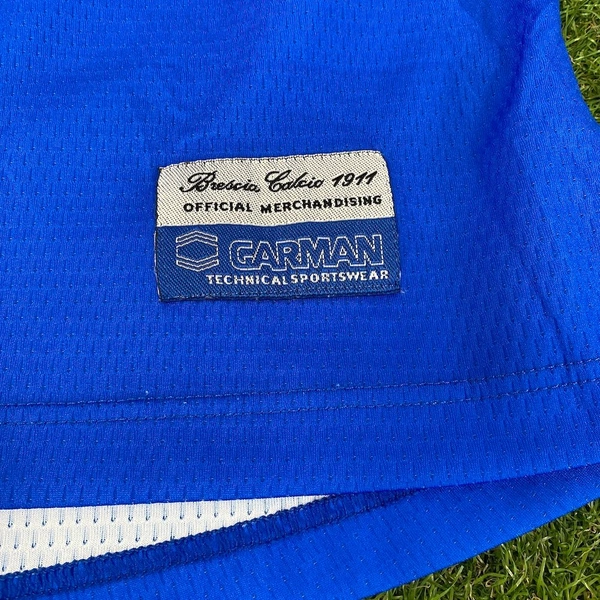 Brescia Calcio 1911
OFFICIAL MERCHANDISING
GARMAN
TECHNICAL SPORTSWEAR